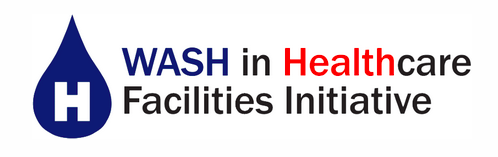 H
WASH in Healthcare
Facilities Initiative